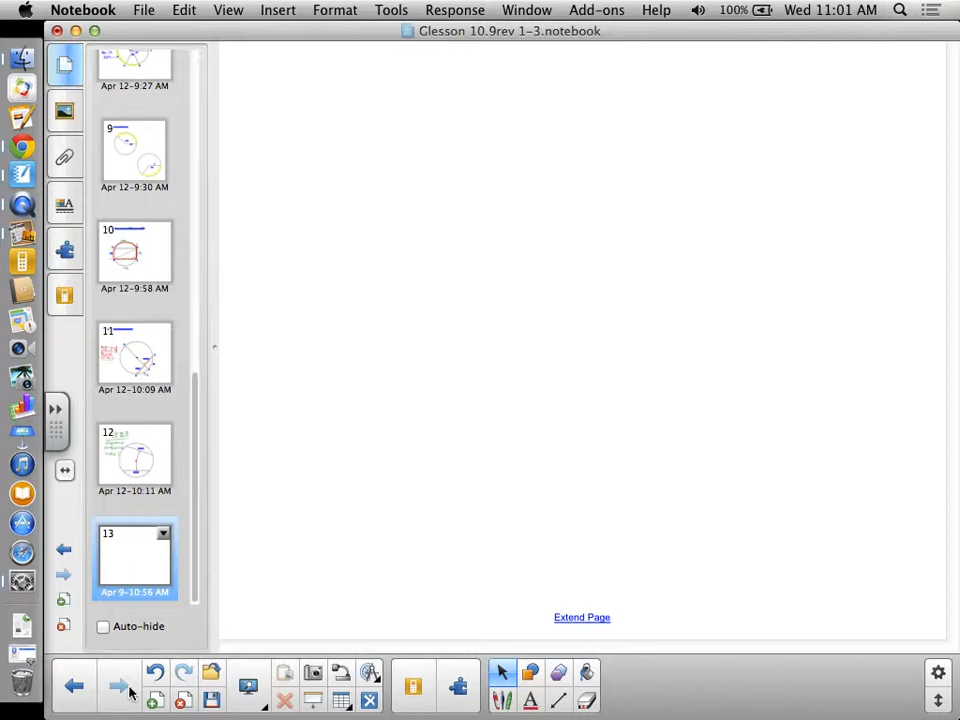 Notebook File Edit View Insert Format Tools Response Window Add-ons Help 100% Wed 11:01 AM
Glesson 10.9rev 1-3.notebook
Apr 12-9:27 AM
9
Apr 12-9:30 AM
10
Apr 12-9:58 AM
11
Apr 12-10:09 AM
12
Apr 12-10:11 AM
13
Apr 9-10:56 AM
Auto-hide
Extend Page